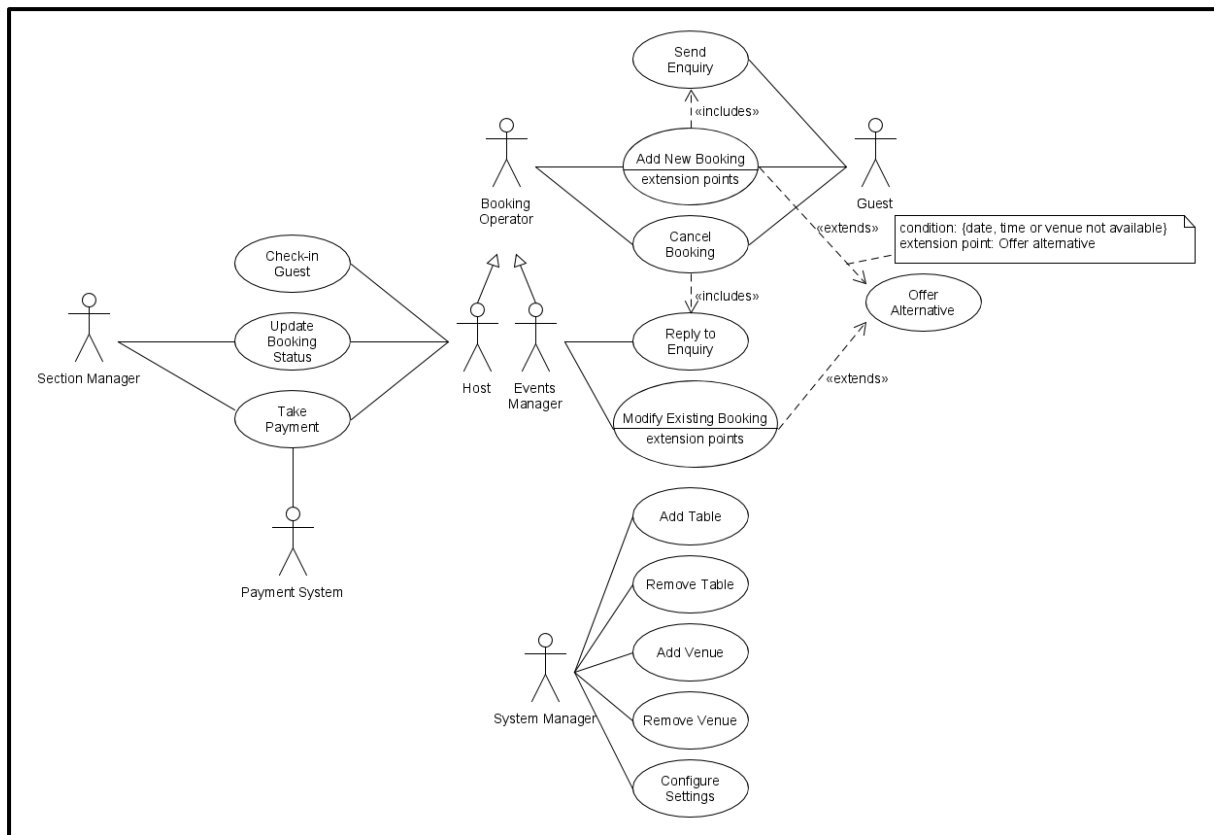 Send
Enquiry
«includes»
Booking
Operator
Add New Booking
extension points
Guest
«extends»
condition: {date, time or venue not available}
extension point: Offer alternative
Cancel
Booking
Check-in
Guest
«includes»
Offer
Alternative
Section Manager
Update
Booking
Status
Host
Events
Manager
Reply to
Enquiry
«extends»
Take
Payment
Modify Existing Booking
extension points
Payment System
Add Table
Remove Table
System Manager
Add Venue
Remove Venue
Configure
Settings